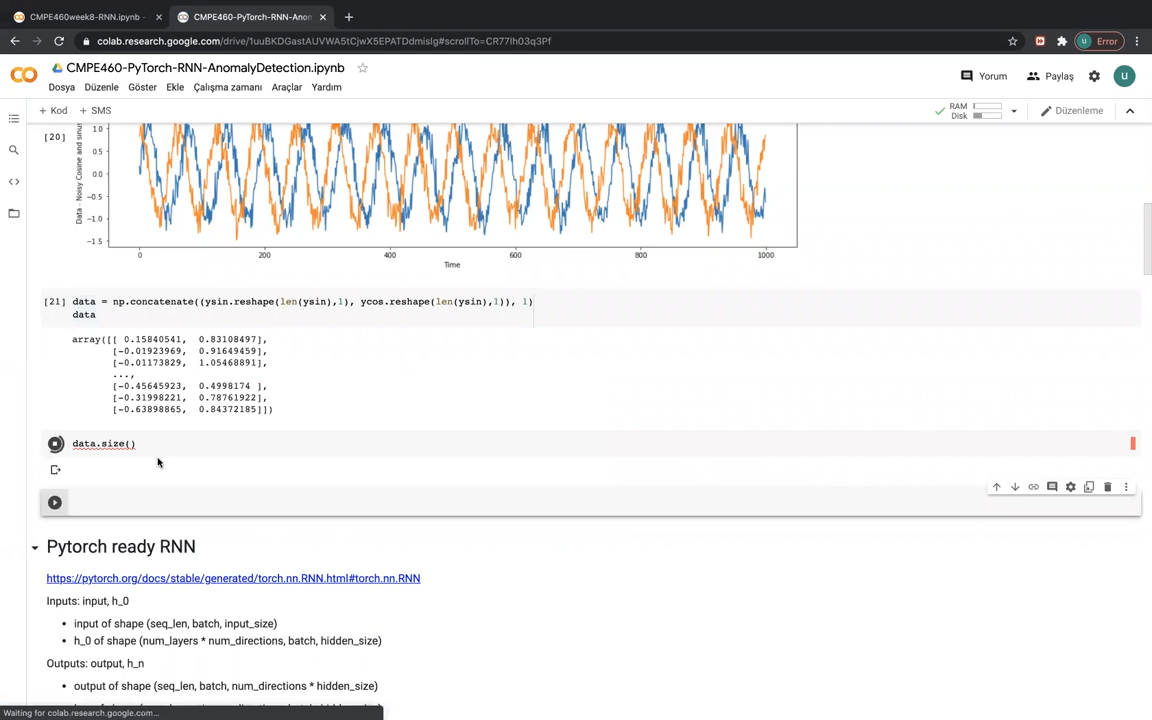 CMPE460week8-RNN.ipynb -
CMPE460-PyTorch-RNN-Anon
colab.research.google.com/drive/1uuBKDGastAUVWA5tCjwX5EPATDdmislg#scrollTo=CR77lh03q3Pf
u Error
CMPE460-PyTorch-RNN-AnomalyDetection.ipynb
Dosya Düzenle Göster Ekle Çalışma zamanı Araçlar Yardım
Yorum Paylaş u
+ Kod + SMS
RAM
Disk
Düzenleme
[20]
Data - Noisy Cosine and sinus
1.0
0.5
0.0
−0.5
−1.0
−1.5
0 200 400 600 800 1000
Time
[21] data = np.concatenate((ysin.reshape(len(ysin),1), ycos.reshape(len(ysin),1)), 1)
data
array([[ 0.15840541, 0.83108497],
[-0.01923969, 0.91649459],
[-0.01173829, 1.05468891],
...,
[-0.45645923, 0.4998174 ],
[-0.31998221, 0.78761922],
[-0.63898865, 0.84372185]])
data.size()
Pytorch ready RNN
https://pytorch.org/docs/stable/generated/torch.nn.RNN.html#torch.nn.RNN
Inputs: input, h_0
• input of shape (seq_len, batch, input_size)
• h_0 of shape (num_layers * num_directions, batch, hidden_size)
Outputs: output, h_n
• output of shape (seq_len, batch, num_directions * hidden_size)
Waiting for colab.research.google.com...